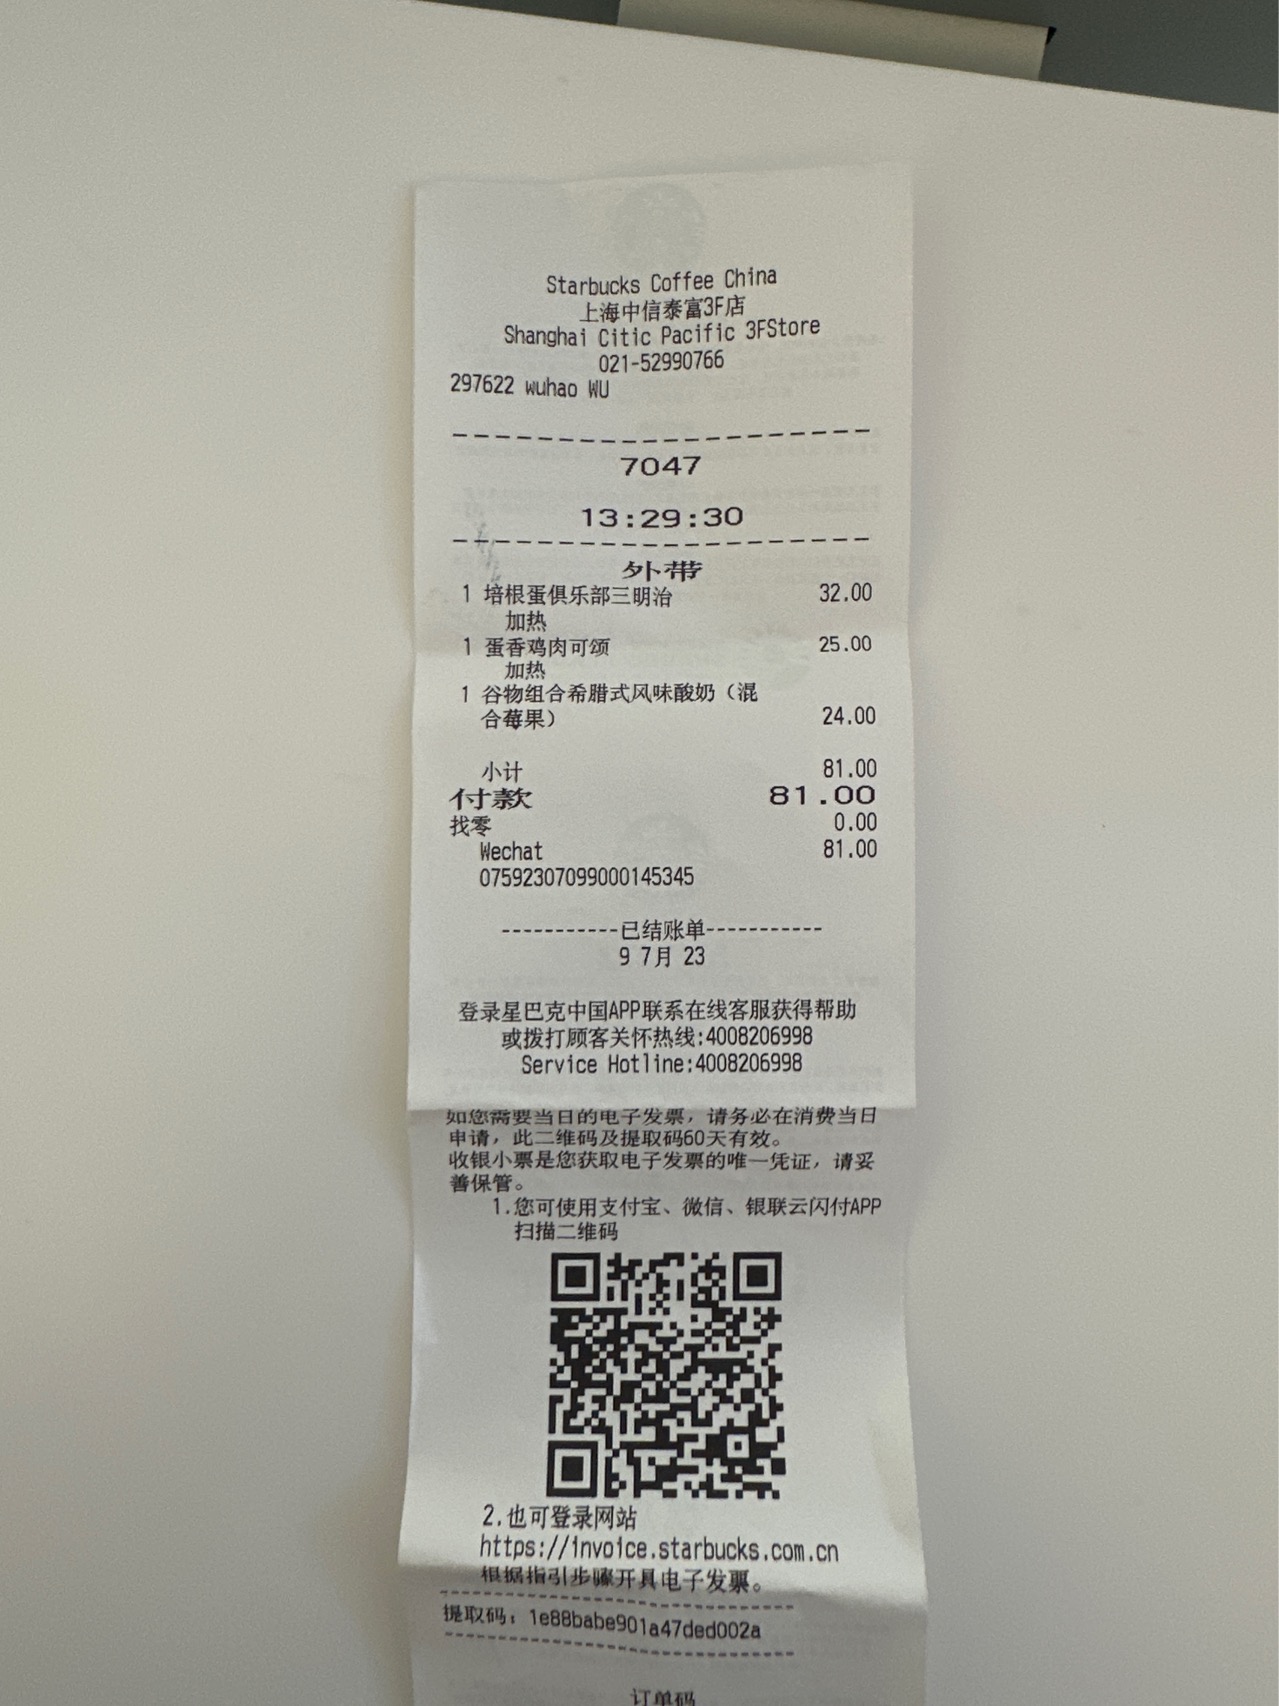 Starbucks Coffee China
上海中信泰富3F店
Shanghai Citic Pacific 3FStore
021-52990766
297622 wuhao WU
7047
13:29:30
外带
1 培根蛋俱乐部三明治 32.00
加热
1 蛋香鸡肉可颂 25.00
加热
1 谷物组合希腊式风味酸奶（混
合莓果） 24.00
小计 81.00
付款 81.00
找零 0.00
Wechat 81.00
07592307099000145345
-----------已结账单-----------
9 7月 23
登录星巴克中国APP联系在线客服获得帮助
或拨打顾客关怀热线:4008206998
Service Hotline:4008206998
如您需要当日的电子发票，请务必在消费当日
申请，此二维码及提取码60天有效。
收银小票是您获取电子发票的唯一凭证，请妥
善保管。
1.您可使用支付宝、微信、银联云闪付APP
扫描二维码
2.也可登录网站
https://invoice.starbucks.com.cn
根据指引步骤开具电子发票。
提取码：1e88babe901a47ded002a
订单码